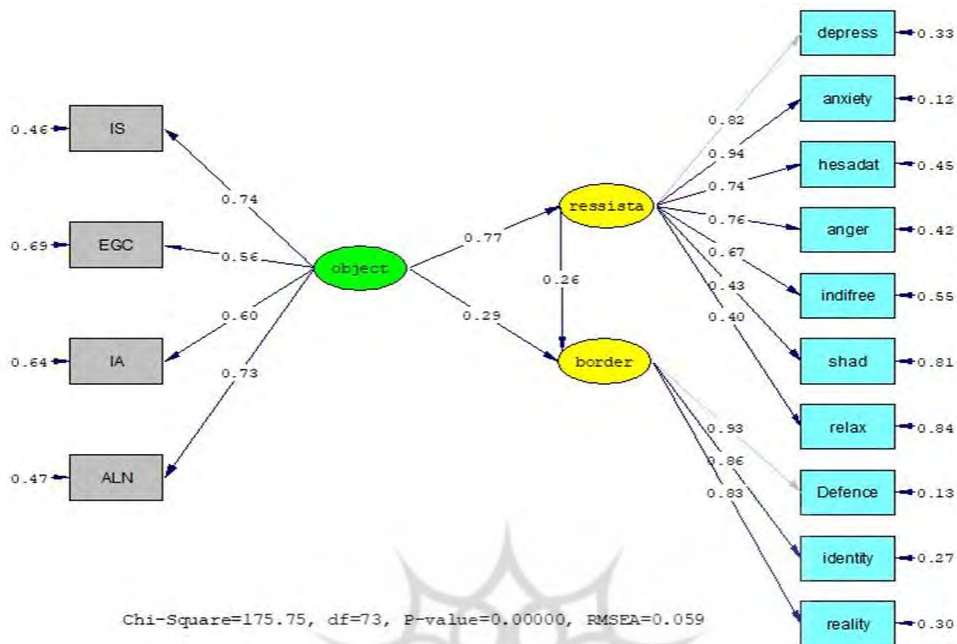 depress
0.33
anxiety
0.12
0.46
IS
0.82
0.94
hesadat
0.45
0.74
0.74
ressista
0.76
anger
0.42
0.69
EGC
0.56
0.77
0.67
object
0.26
0.43
indifree
0.55
0.60
0.29
0.40
0.64
IA
border
shad
0.81
0.73
relax
0.84
0.93
0.86
0.47
ALN
0.83
Defence
0.13
identity
0.27
Chi-Square=175.75, df=73, P-value=0.00000, RMSEA=0.059
reality
0.30